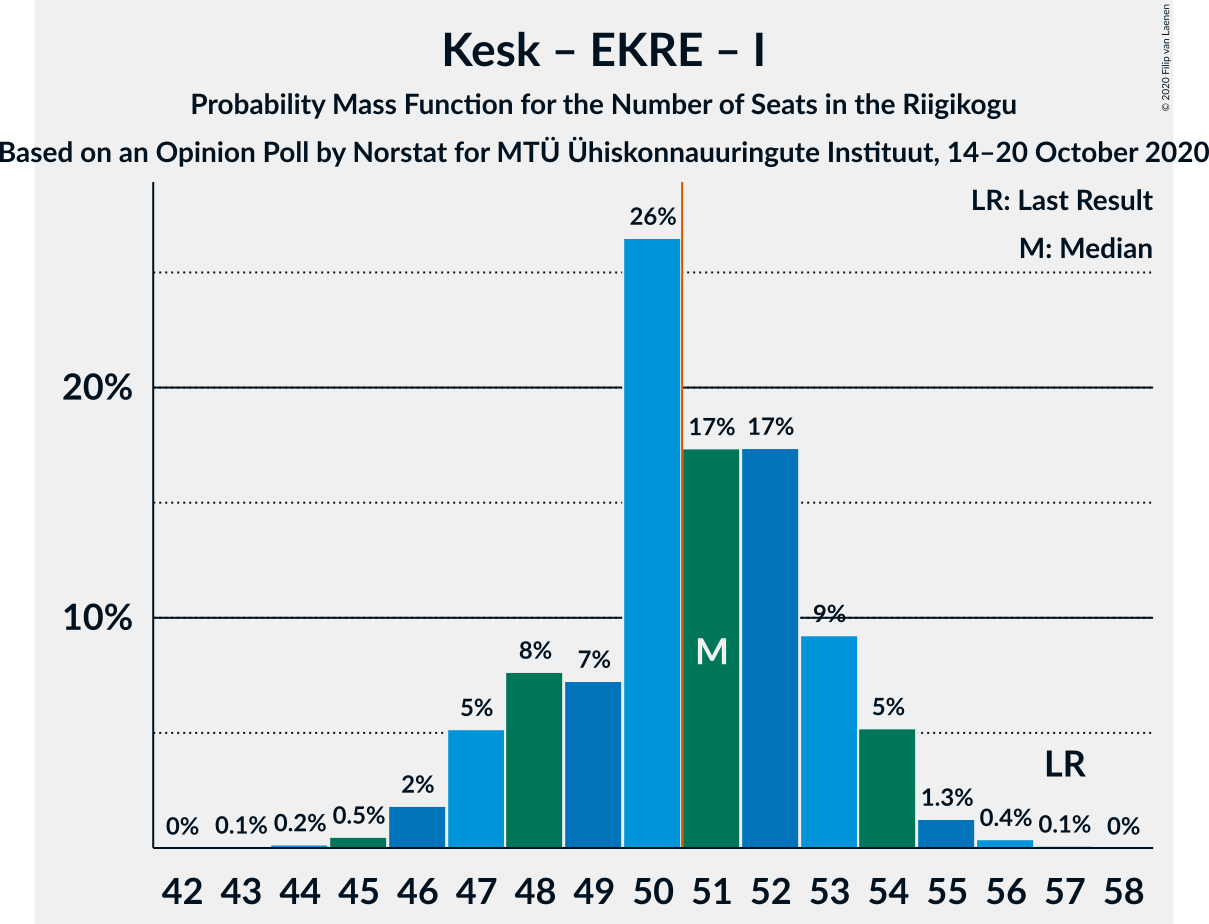 Kesk – EKRE – I
Probability Mass Function for the Number of Seats in the Riigikogu
Based on an Opinion Poll by Norstat for MTÜ Ühiskonnauuringute Instituut, 14–20 October 2020
© 2020 Filip van Laenen
LR: Last Result
M: Median
20%
10%
0% 0.1% 0.2% 0.5% 2% 5% 8% 7% 26% 17% 17% 9% 5% 1.3% 0.4% 0.1% 0%
M
LR
42 43 44 45 46 47 48 49 50 51 52 53 54 55 56 57 58